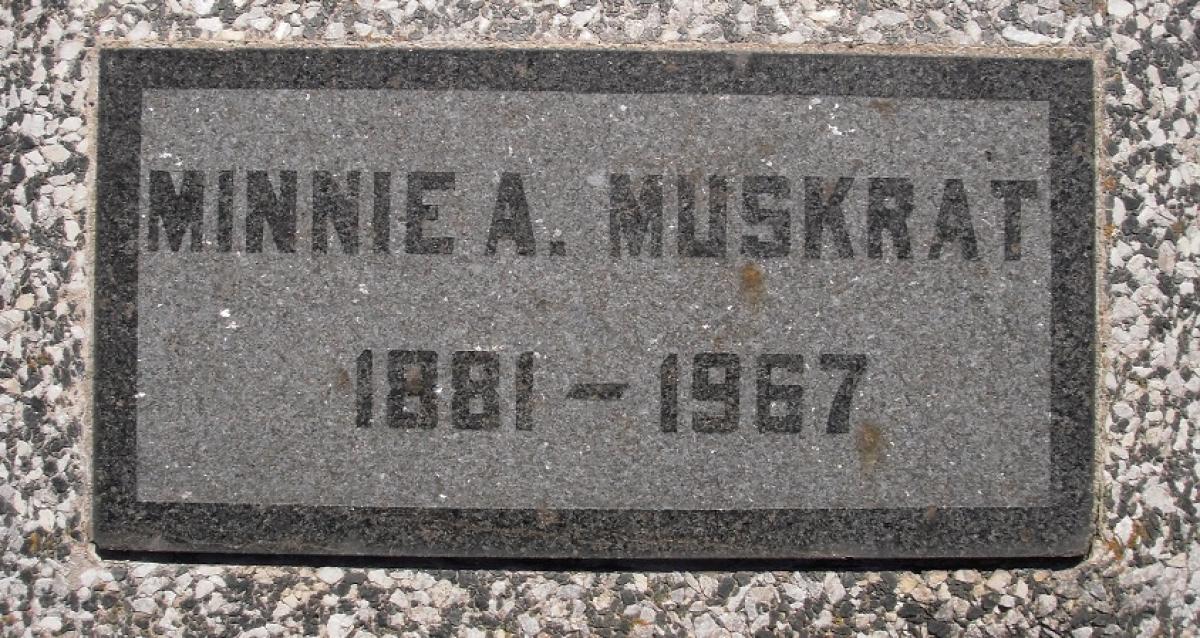 MINNIE A. MUSKRAT
1881 – 1967